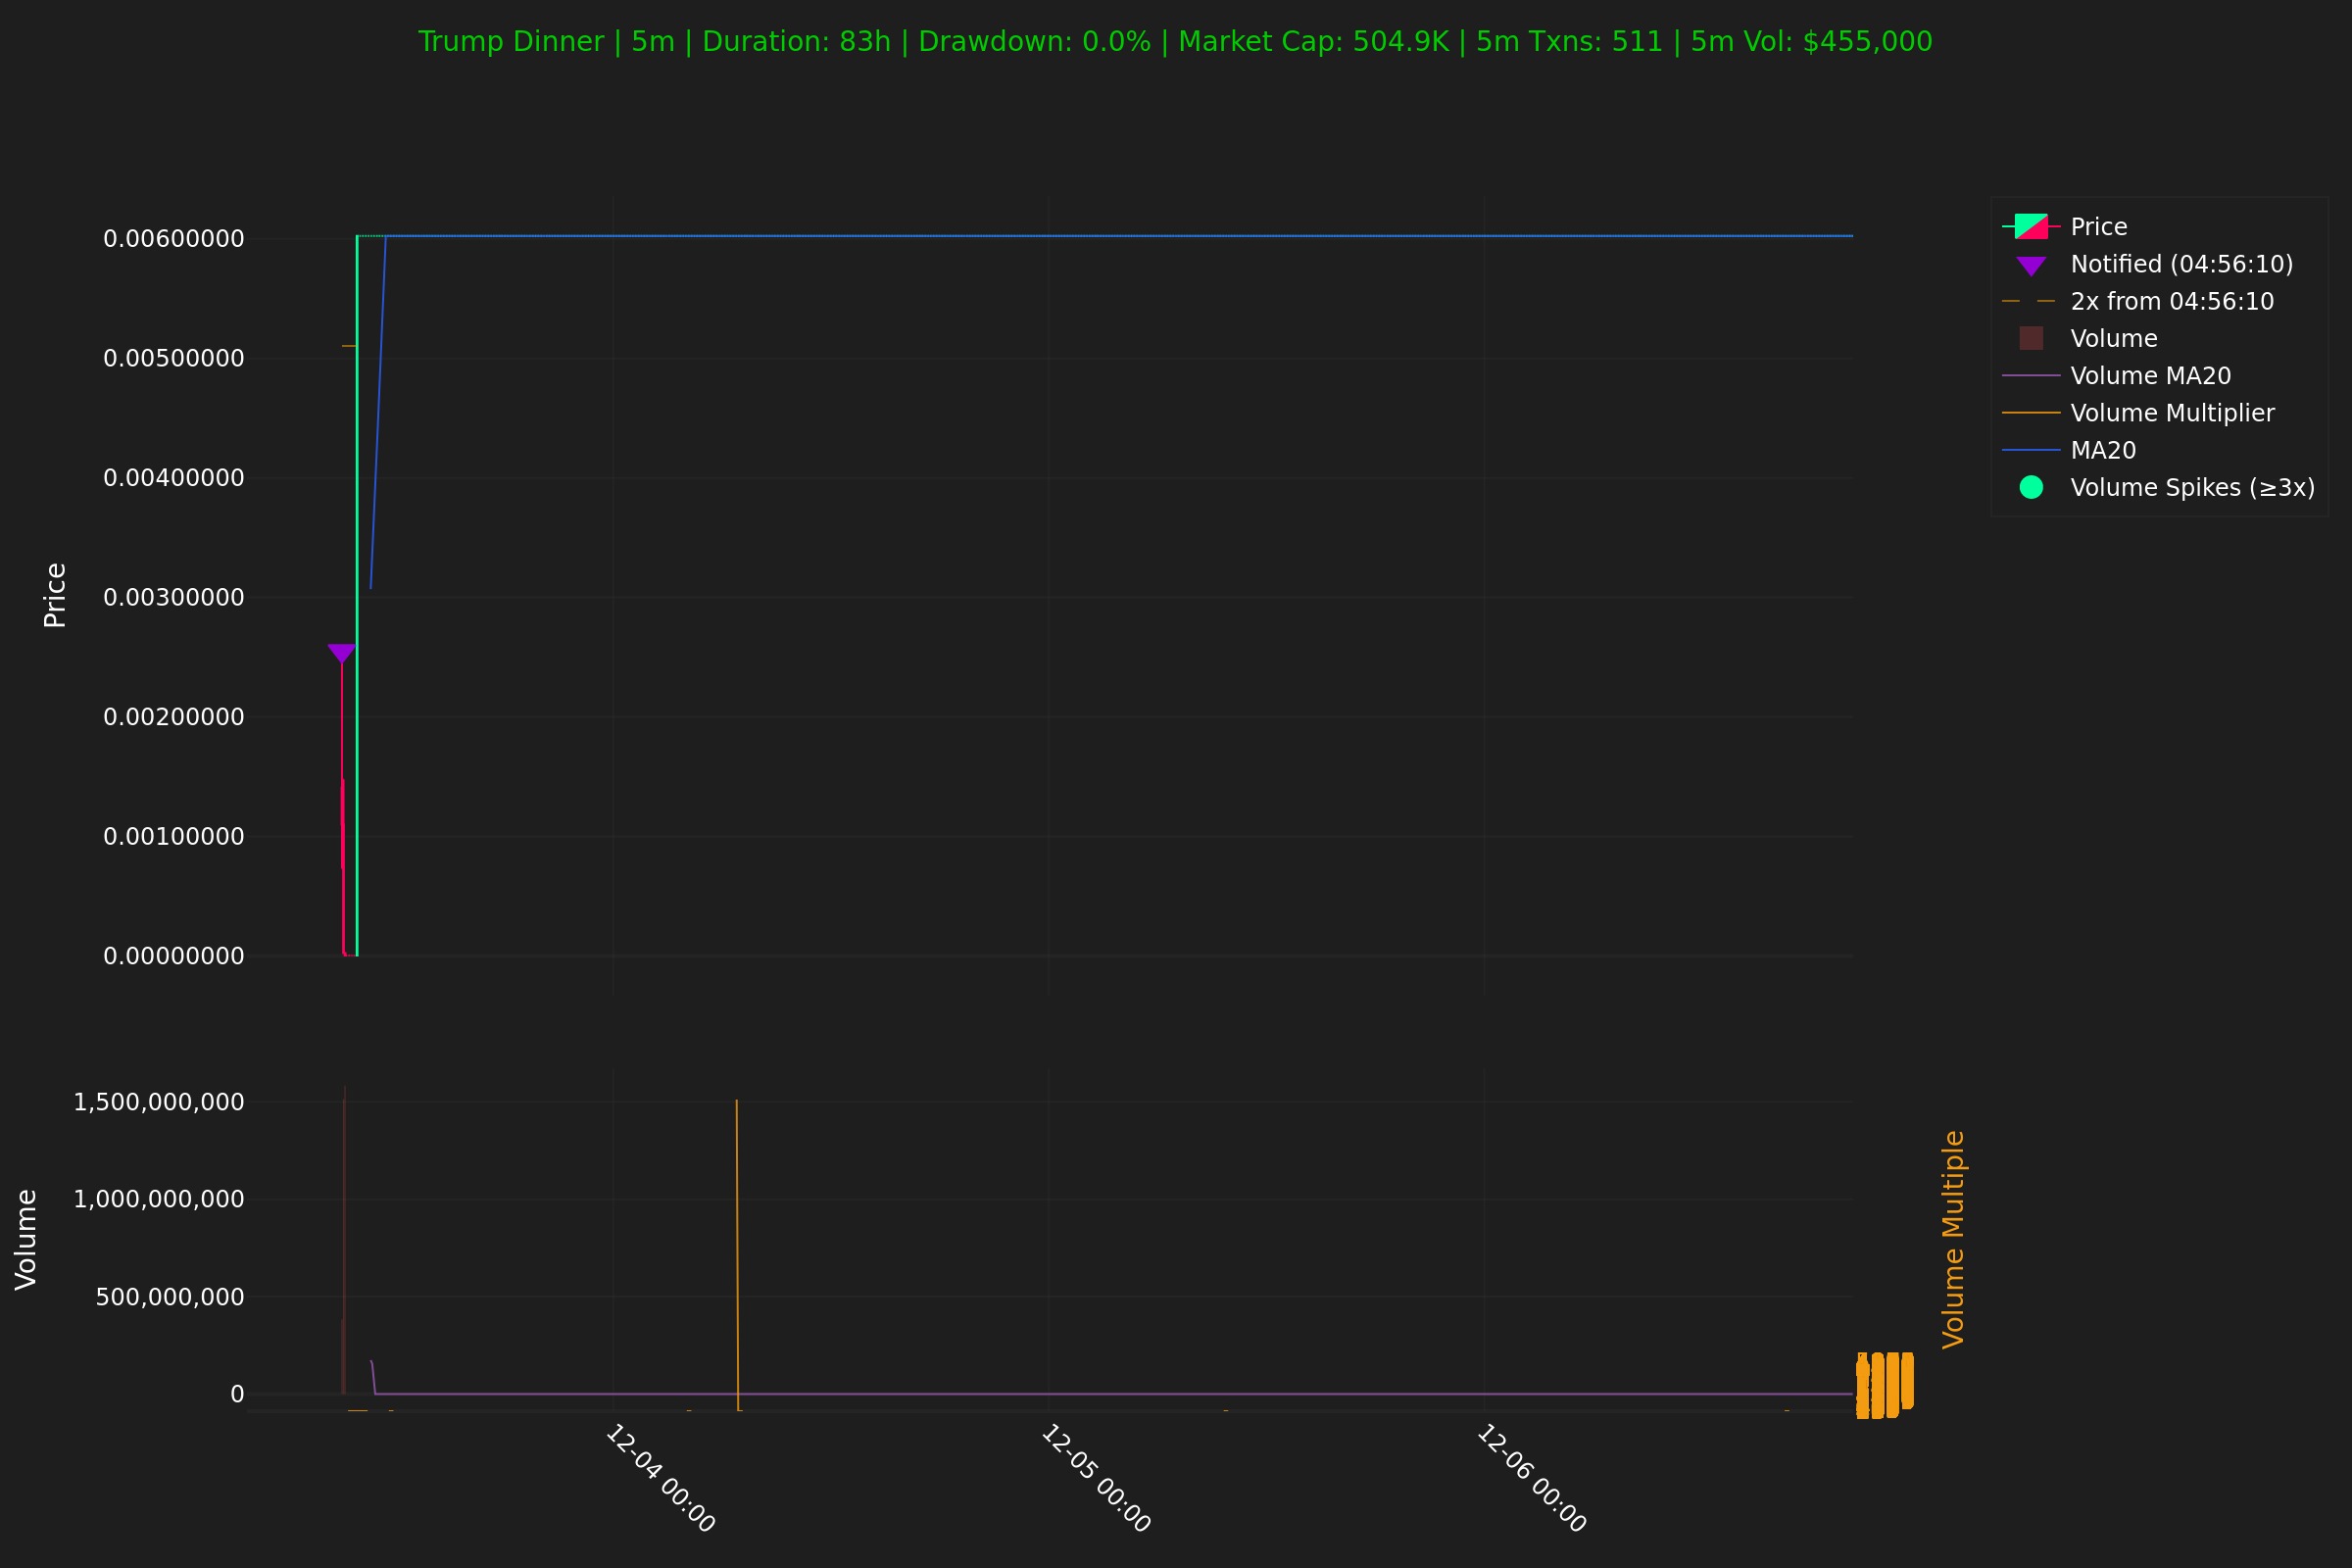 Trump Dinner | 5m | Duration: 83h | Drawdown: 0.0% | Market Cap: 504.9K | 5m Txns: 511 | 5m Vol: $455,000
Price
Notified (04:56:10)
2x from 04:56:10
Volume
Volume MA20
Volume Multiplier
MA20
Volume Spikes (≥3x)
Price
0.00600000
0.00500000
0.00400000
0.00300000
0.00200000
0.00100000
0.00000000
Volume
1,500,000,000
1,000,000,000
500,000,000
0
Volume Multiple
12-04 00:00
12-05 00:00
12-06 00:00